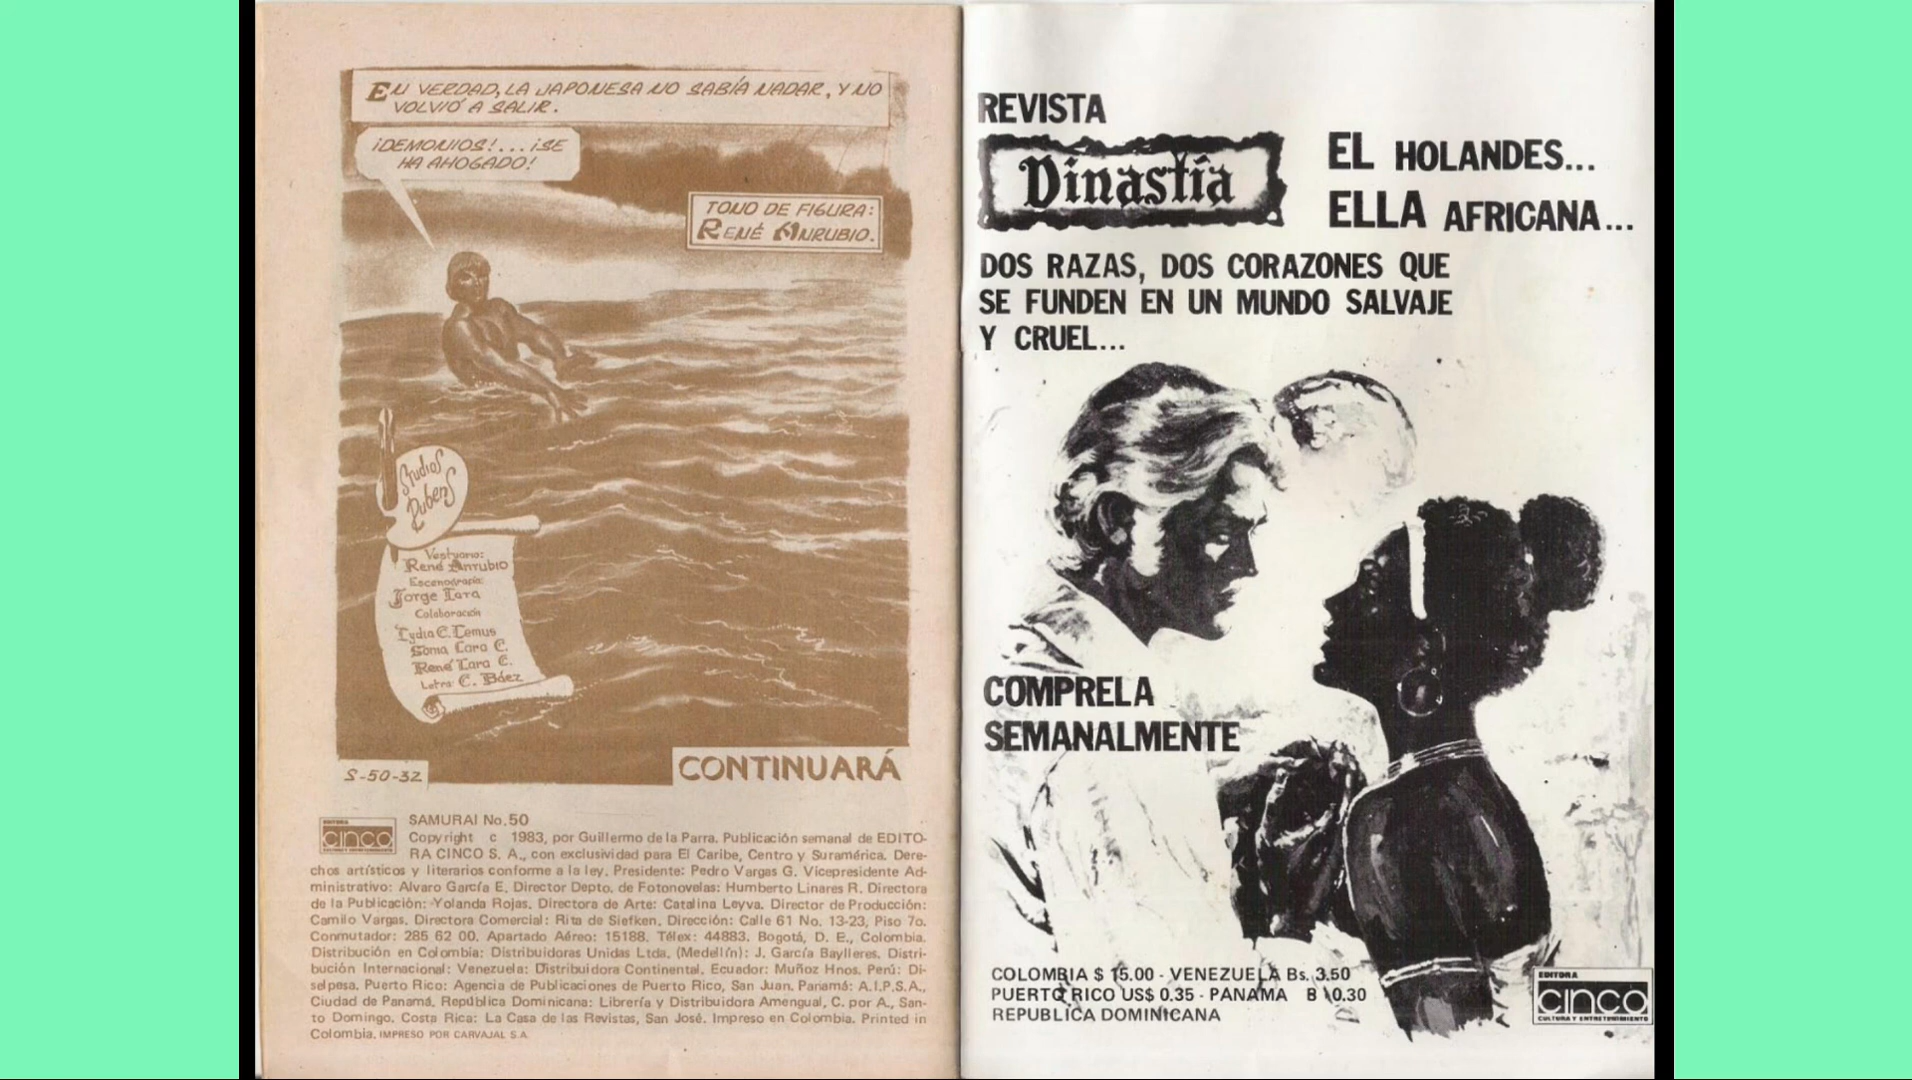 EN VERDAD, LA JAPONESA NO SABÍA NADAR, Y NO
VOLVIÓ A SALIR.
¡DEMONIOS!... ¡SE
HA AHOGADO!
TONO DE FIGURA:
RENÉ ANRUBIO.
Studios
Rubens
Vestuario:
René Anrubio
Escenografía:
Jorge Lara
Colaboración
Lydia E. Lemus
Sonia Lara E.
René Lara E.
Letra: C. Báez
S-50-32
CONTINUARÁ
EDITORA
CINCO
CULTURA Y ENTRETENIMIENTO
SAMURAI No. 50
Copyright c 1983, por Guillermo de la Parra. Publicación semanal de EDITO-
RA CINCO S. A., con exclusividad para El Caribe, Centro y Suramérica. Dere-
chos artísticos y literarios conforme a la ley. Presidente: Pedro Vargas G. Vicepresidente Ad-
ministrativo: Alvaro García E. Director Depto. de Fotonovelas: Humberto Linares R. Directora
de la Publicación: Yolanda Rojas. Directora de Arte: Catalina Leyva. Director de Producción:
Camilo Vargas. Directora Comercial: Rita de Siefken. Dirección: Calle 61 No. 13-23, Piso 7o.
Conmutador: 285 62 00. Apartado Aéreo: 15188. Télex: 44883. Bogotá, D. E., Colombia.
Distribución en Colombia: Distribuidoras Unidas Ltda. (Medellín): J. García Baylleres. Distri-
bución Internacional: Venezuela: Distribuidora Continental. Ecuador: Muñoz Hnos. Perú: Di-
selpesa. Puerto Rico: Agencia de Publicaciones de Puerto Rico, San Juan. Panamá: A.I.P.S.A.,
Ciudad de Panamá. República Dominicana: Librería y Distribuidora Amengual, C. por A., San-
to Domingo. Costa Rica: La Casa de las Revistas, San José. Impreso en Colombia. Printed in
Colombia. IMPRESO POR CARVAJAL S.A.
REVISTA
Dinastía
EL HOLANDES...
ELLA AFRICANA...
DOS RAZAS, DOS CORAZONES QUE
SE FUNDEN EN UN MUNDO SALVAJE
Y CRUEL...
COMPRELA
SEMANALMENTE
COLOMBIA $ 15.00 - VENEZUELA Bs. 3.50
PUERTO RICO US$ 0.35 - PANAMA B 0.30
REPUBLICA DOMINICANA
EDITORA
CINCO
CULTURA Y ENTRETENIMIENTO